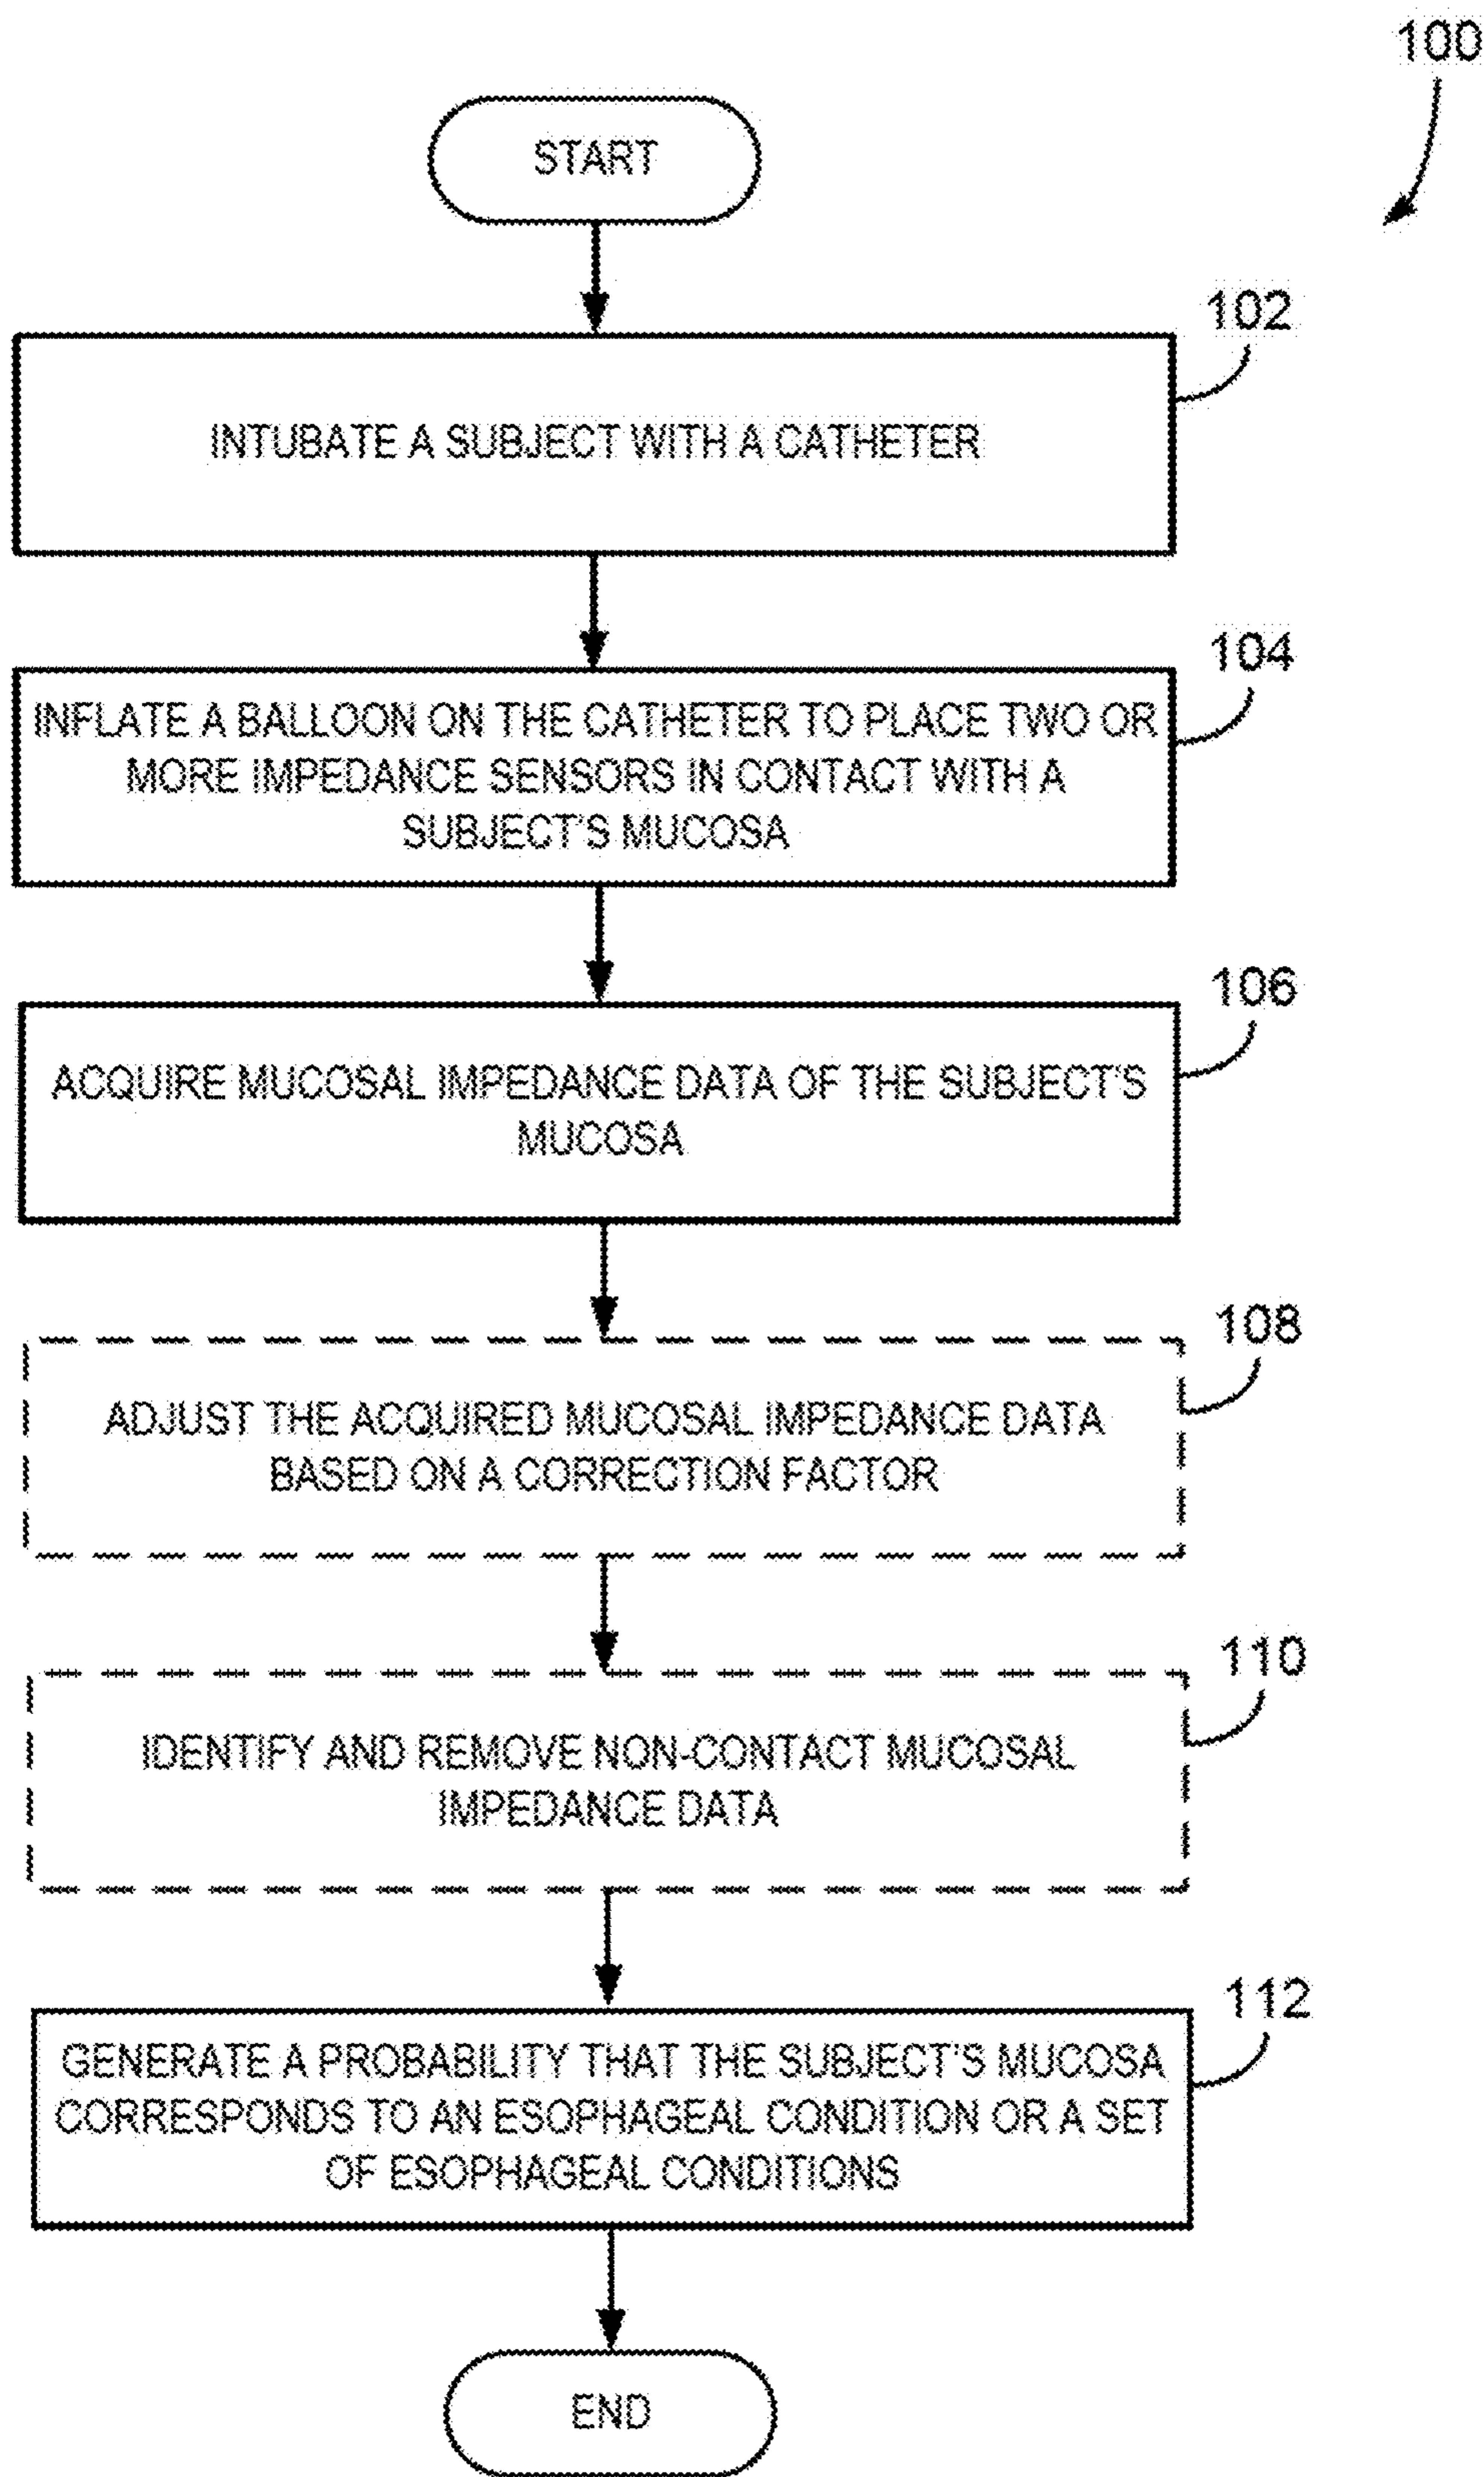 100
START
102
INTUBATE A SUBJECT WITH A CATHETER
104
INFLATE A BALLOON ON THE CATHETER TO PLACE TWO OR
MORE IMPEDANCE SENSORS IN CONTACT WITH A
SUBJECT'S MUCOSA
106
ACQUIRE MUCOSAL IMPEDANCE DATA OF THE SUBJECT'S
MUCOSA
108
ADJUST THE ACQUIRED MUCOSAL IMPEDANCE DATA
BASED ON A CORRECTION FACTOR
110
IDENTIFY AND REMOVE NON-CONTACT MUCOSAL
IMPEDANCE DATA
112
GENERATE A PROBABILITY THAT THE SUBJECT'S MUCOSA
CORRESPONDS TO AN ESOPHAGEAL CONDITION OR A SET
OF ESOPHAGEAL CONDITIONS
END